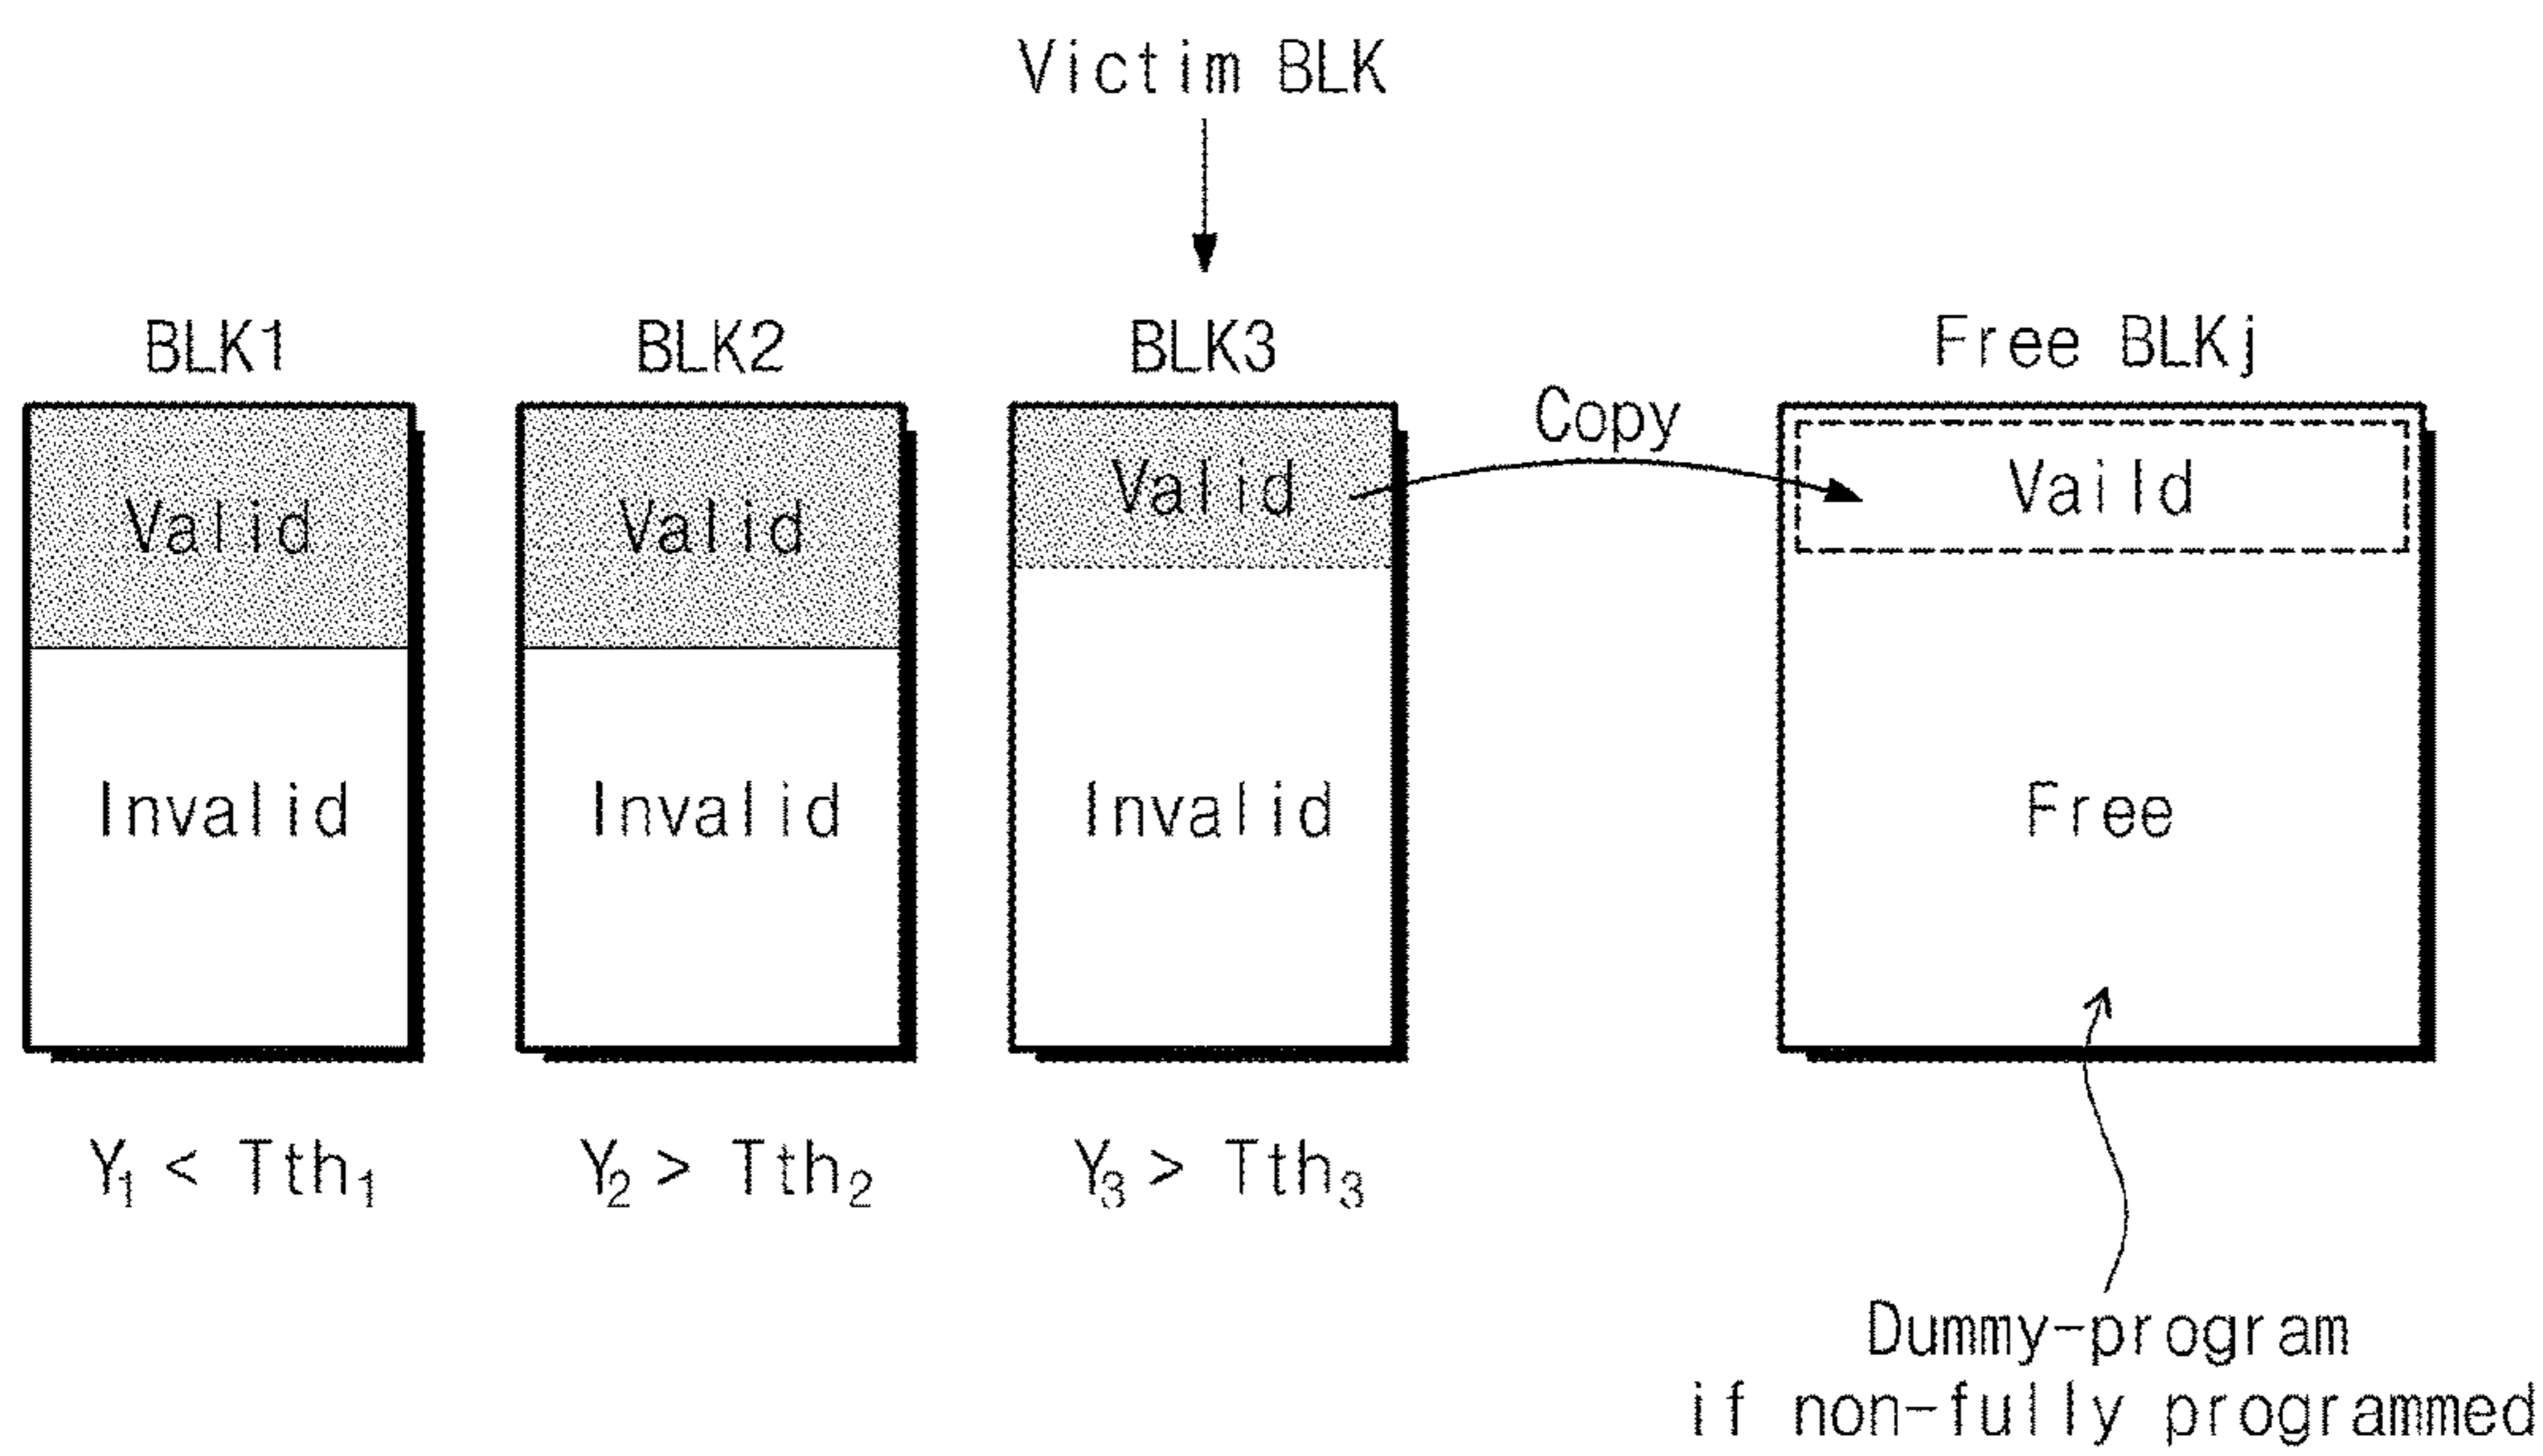 Victim BLK
BLK1
BLK2
BLK3
Free BLKj
Copy
Valid
Valid
Valid
Vaild
Invalid
Invalid
Invalid
Free
Y₁ < Tth₁
Y₂ > Tth₂
Y₃ > Tth₃
Dummy-program
if non-fully programmed